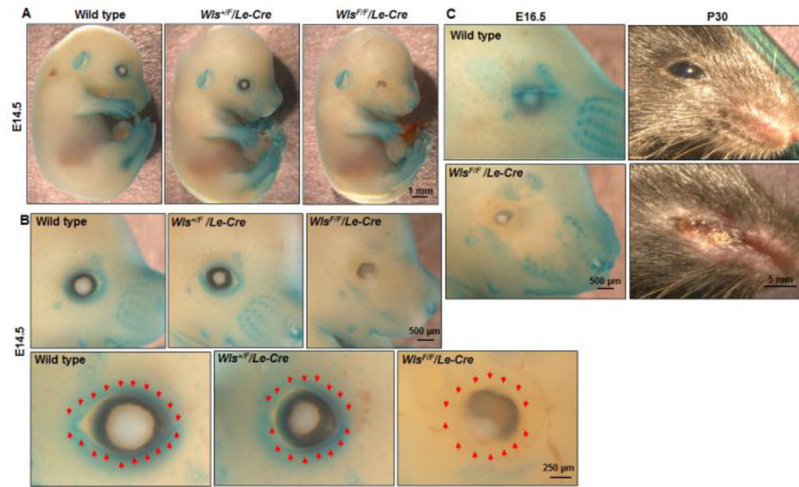 A
Wild type
Wls+/F/Le-Cre
WlsF/F/Le-Cre
E14.5
1 mm
B
Wild type
Wls+/F /Le-Cre
WlsF/F/Le-Cre
500 µm
E14.5
Wild type
Wls+/F/Le-Cre
WlsF/F/Le-Cre
250 µm
C
E16.5
P30
Wild type
WlsF/F /Le-Cre
500 µm
5 mm